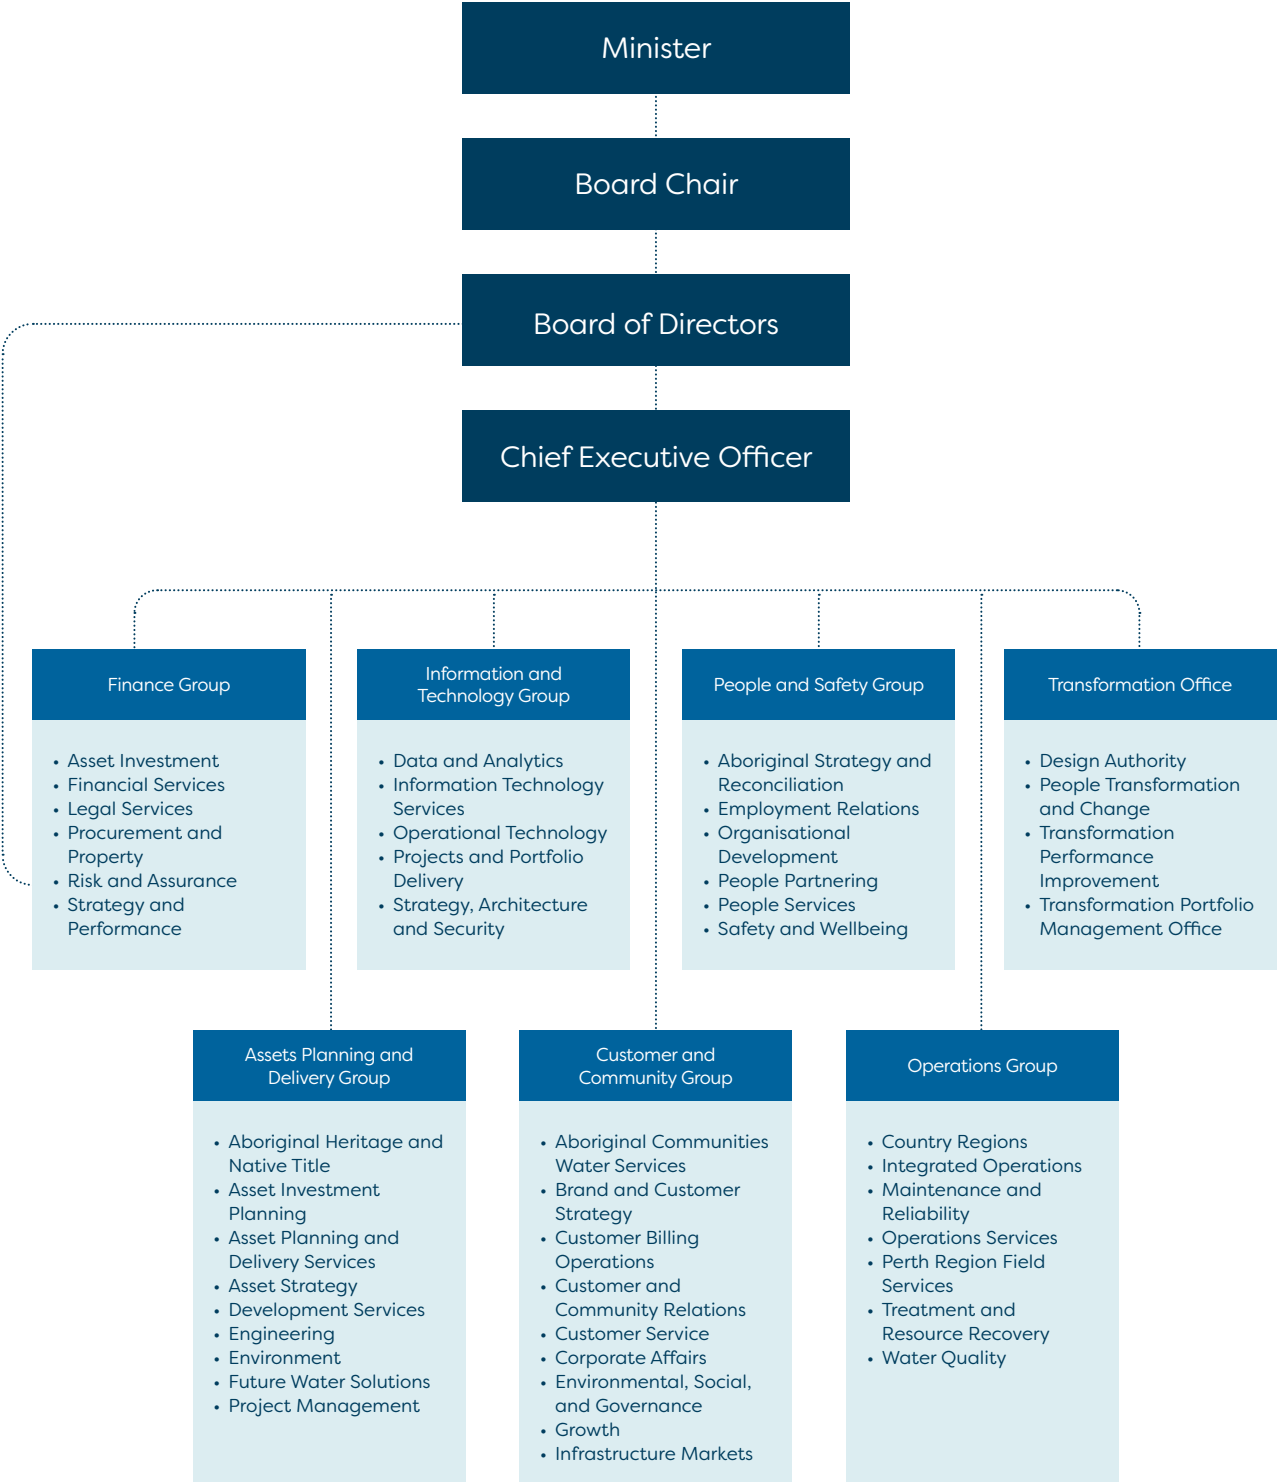 Minister
Board Chair
Board of Directors
Chief Executive Officer
Finance Group
• Asset Investment
• Financial Services
• Legal Services
• Procurement and
Property
• Risk and Assurance
• Strategy and
Performance
Information and
Technology Group
• Data and Analytics
• Information Technology
Services
• Operational Technology
• Projects and Portfolio
Delivery
• Strategy, Architecture
and Security
People and Safety Group
• Aboriginal Strategy and
Reconciliation
• Employment Relations
• Organisational
Development
• People Partnering
• People Services
• Safety and Wellbeing
Transformation Office
• Design Authority
• People Transformation
and Change
• Transformation
Performance
Improvement
• Transformation Portfolio
Management Office
Assets Planning and
Delivery Group
• Aboriginal Heritage and
Native Title
• Asset Investment
Planning
• Asset Planning and
Delivery Services
• Asset Strategy
• Development Services
• Engineering
• Environment
• Future Water Solutions
• Project Management
Customer and
Community Group
• Aboriginal Communities
Water Services
• Brand and Customer
Strategy
• Customer Billing
Operations
• Customer and
Community Relations
• Customer Service
• Corporate Affairs
• Environmental, Social,
and Governance
• Growth
• Infrastructure Markets
Operations Group
• Country Regions
• Integrated Operations
• Maintenance and
Reliability
• Operations Services
• Perth Region Field
Services
• Treatment and
Resource Recovery
• Water Quality